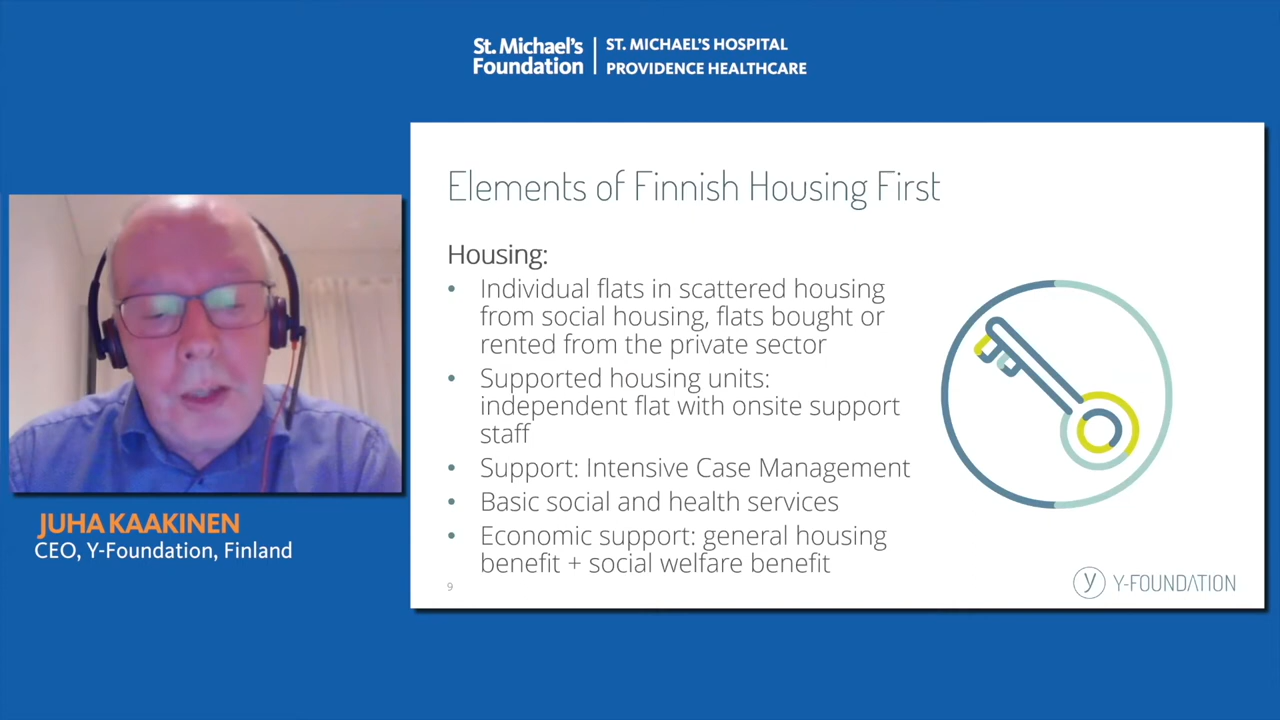 St. Michael's
Foundation
ST. MICHAEL'S HOSPITAL
PROVIDENCE HEALTHCARE
Elements of Finnish Housing First
Housing:
• Individual flats in scattered housing
from social housing, flats bought or
rented from the private sector
• Supported housing units:
independent flat with onsite support
staff
• Support: Intensive Case Management
• Basic social and health services
• Economic support: general housing
benefit + social welfare benefit
9
y Y-FOUNDATION
JUHA KAAKINEN
CEO, Y-Foundation, Finland